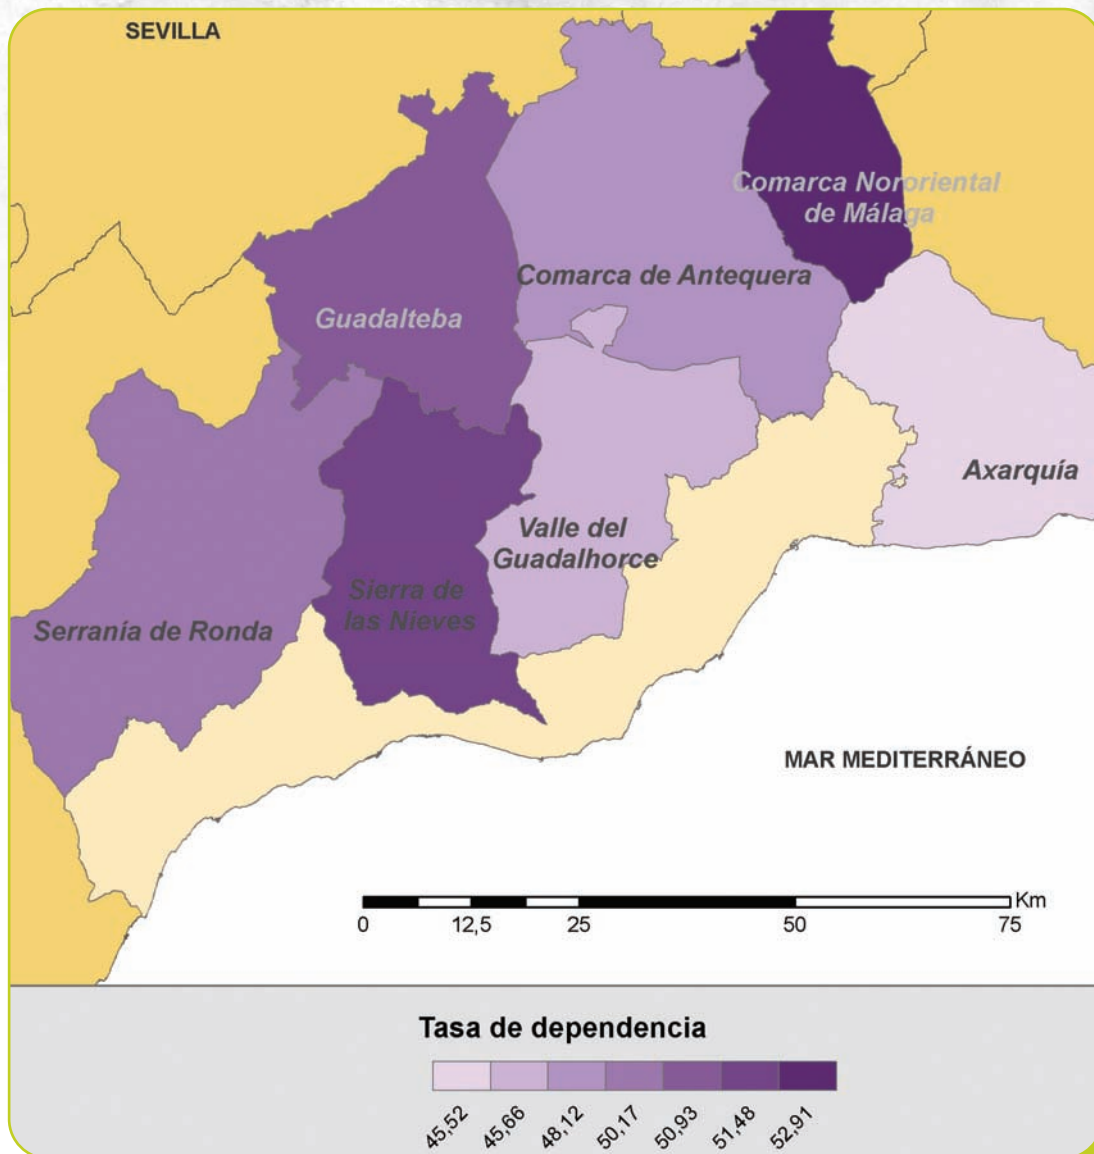 SEVILLA
Comarca Nororiental
de Málaga
Comarca de Antequera
Guadalteba
Axarquía
Valle del
Guadalhorce
Sierra de
las Nieves
Serranía de Ronda
MAR MEDITERRÁNEO
Km
0 12,5 25 50 75
Tasa de dependencia
45,52 45,66 48,12 50,17 50,93 51,48 52,91